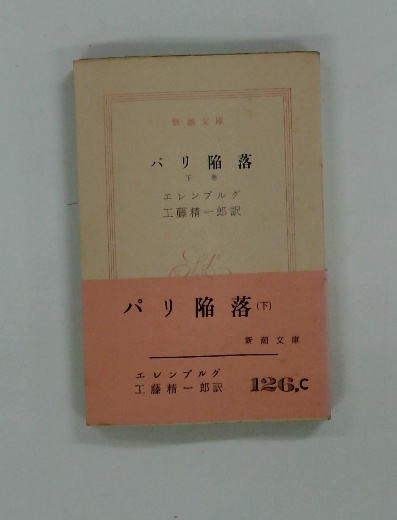 新潮文庫
パリ陥落
下巻
エレンブルグ
工藤精一郎訳
パリ陥落(下)
新潮文庫
エレンブルグ
工藤精一郎訳
126.C